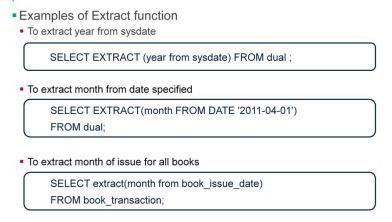 Examples of Extract function
To extract year from sysdate
SELECT EXTRACT (year from sysdate) FROM dual ;
To extract month from date specified
SELECT EXTRACT(month FROM DATE '2011-04-01')
FROM dual;
To extract month of issue for all books
SELECT extract(month from book_issue_date)
FROM book_transaction;